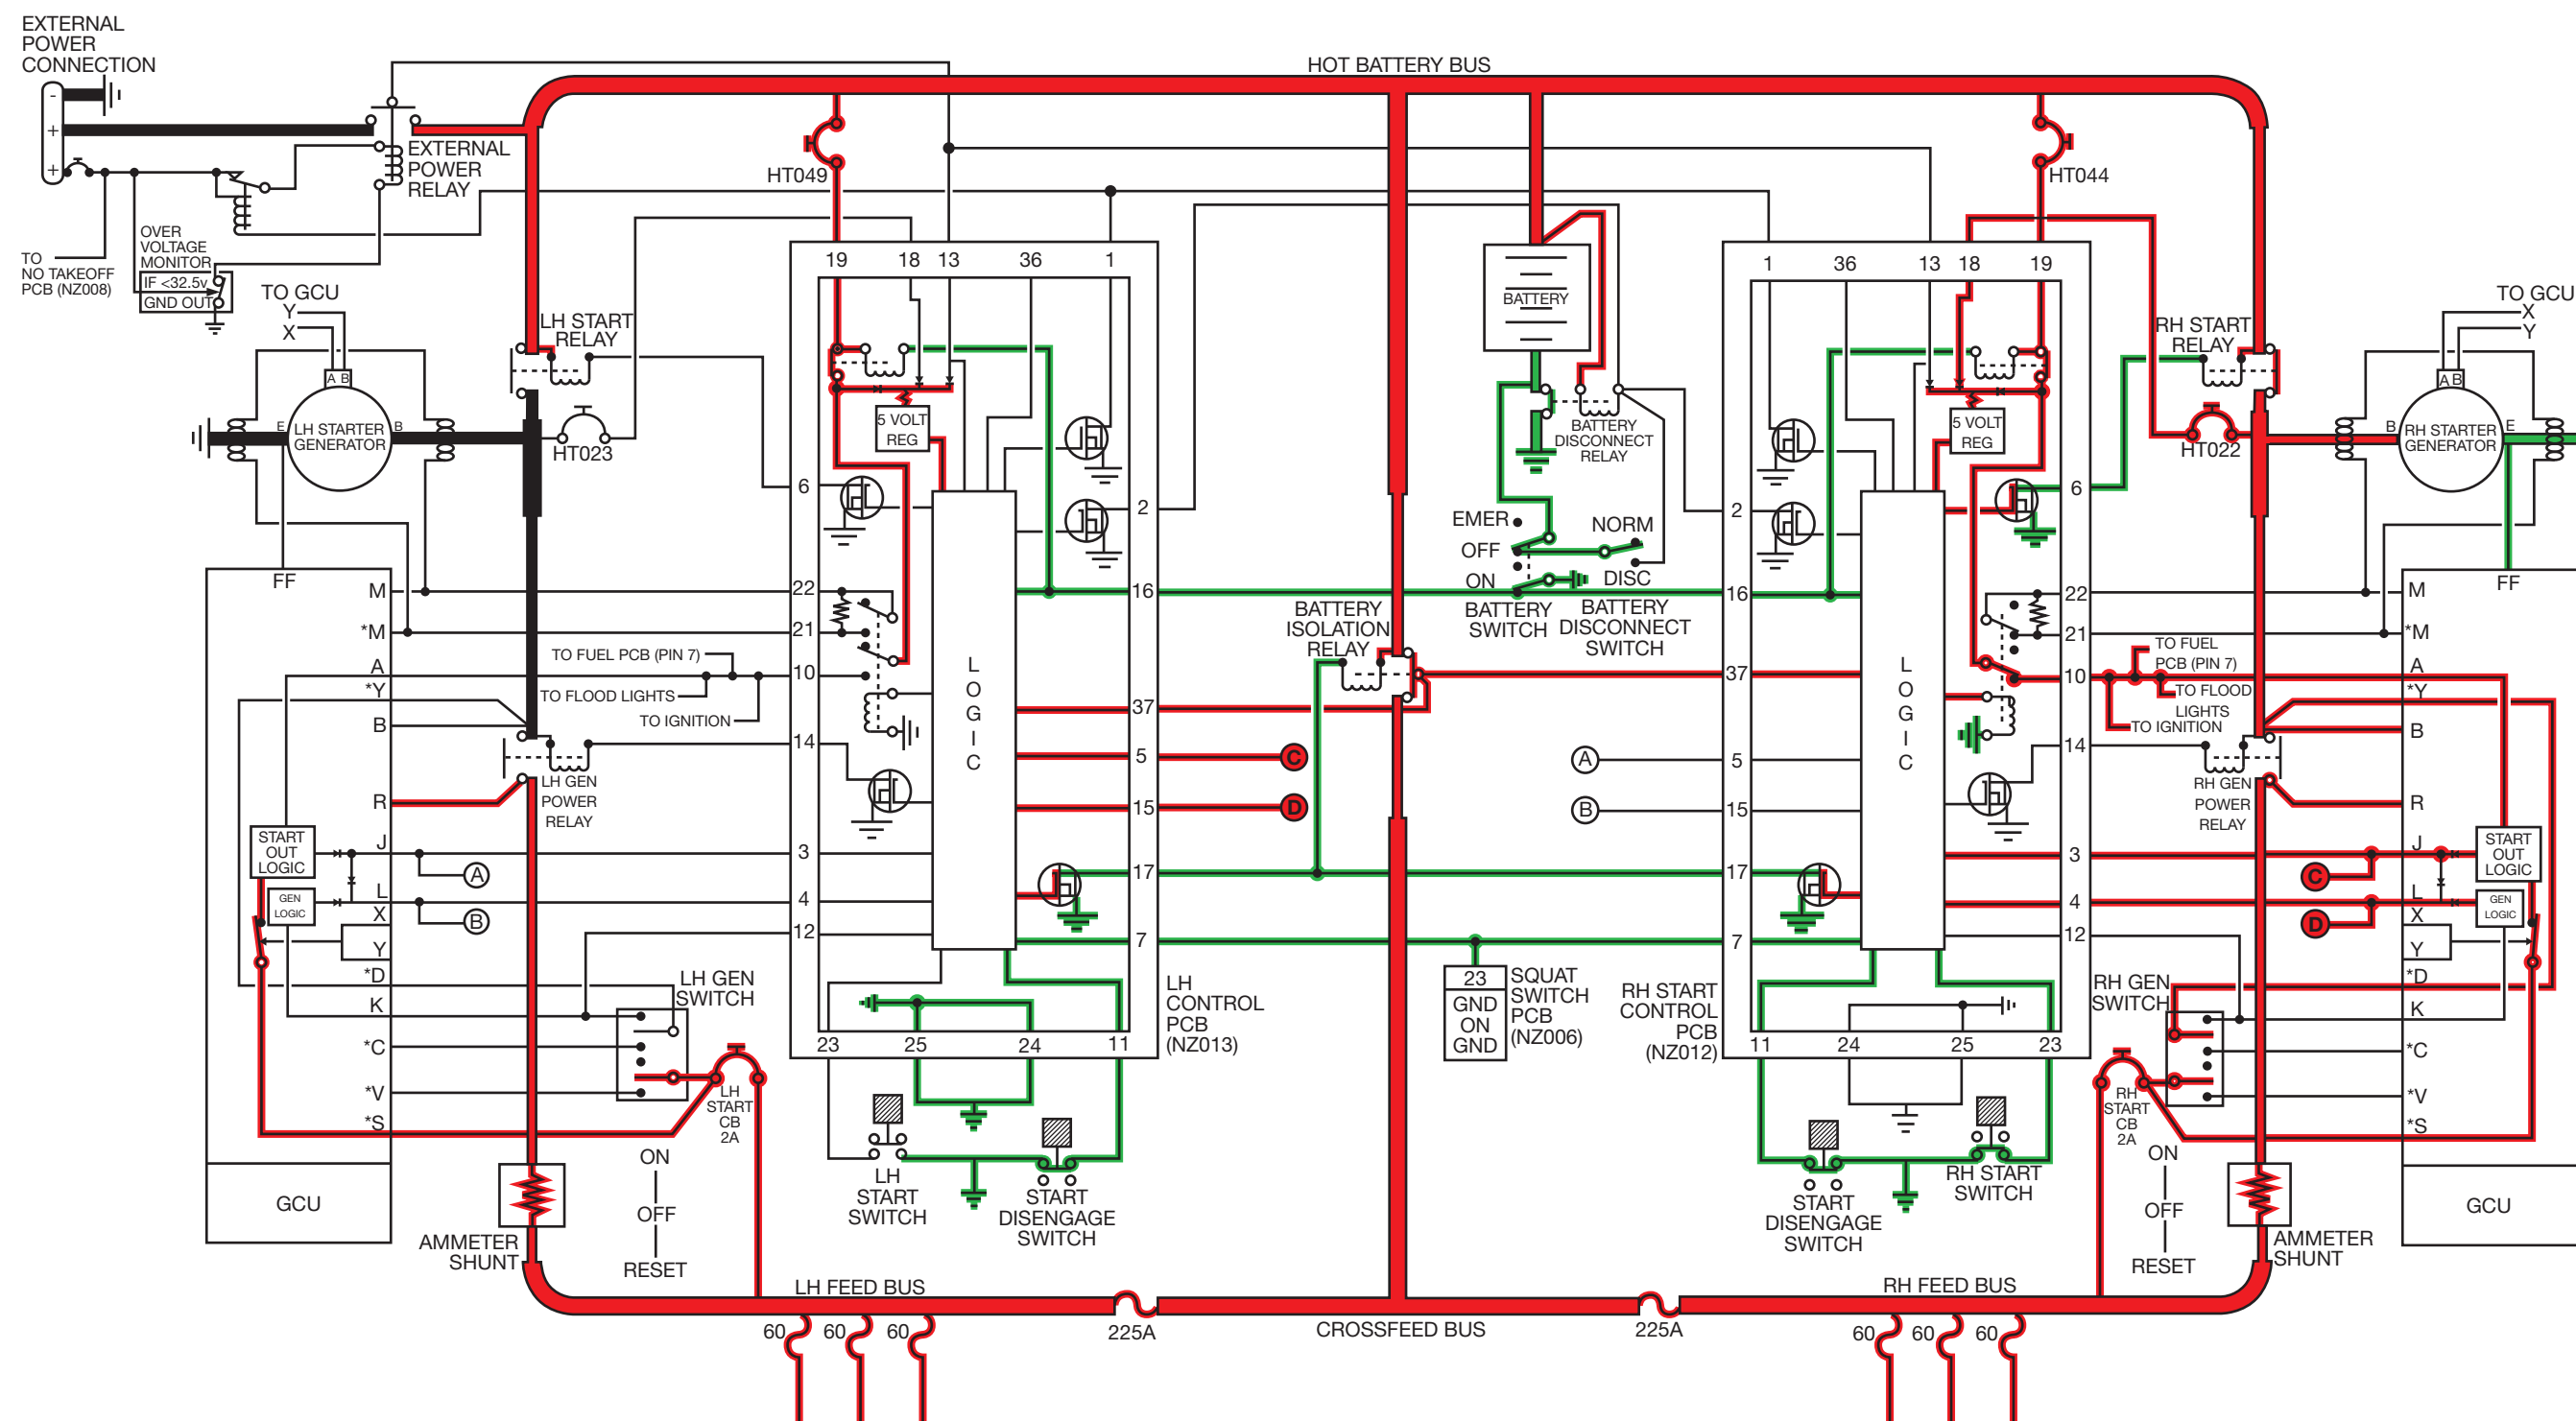 EXTERNAL
POWER
CONNECTION
-
+
+
EXTERNAL
POWER
RELAY
TO
NO TAKEOFF
PCB (NZ008)
OVER
VOLTAGE
MONITOR
IF <32.5v
GND OUT
HOT BATTERY BUS
HT049
HT044
TO GCU
Y
X
A B
E
LH STARTER
GENERATOR
B
LH START
RELAY
HT023
19
18
13
36
1
5 VOLT
REG
6
2
22
21
10
14
3
4
12
16
37
5
15
17
7
L
O
G
I
C
23
25
24
11
LH
CONTROL
PCB
(NZ013)
BATTERY
BATTERY
DISCONNECT
RELAY
EMER
OFF
ON
NORM
DISC
BATTERY
SWITCH
BATTERY
DISCONNECT
SWITCH
BATTERY
ISOLATION
RELAY
C
D
A
B
23
GND
ON
GND
SQUAT
SWITCH
PCB
(NZ006)
1
36
13
18
19
5 VOLT
REG
2
16
37
5
15
17
7
L
O
G
I
C
6
22
21
10
14
3
4
12
11
24
25
23
RH START
CONTROL
PCB
(NZ012)
RH START
RELAY
HT022
TO GCU
X
Y
A B
B
RH STARTER
GENERATOR
E
FF
M
*M
A
*Y
B
R
J
L
X
Y
*D
K
*C
*V
*S
START
OUT
LOGIC
GEN
LOGIC
GCU
TO FUEL PCB (PIN 7)
TO FLOOD LIGHTS
TO IGNITION
LH GEN
POWER
RELAY
A
B
LH GEN
SWITCH
LH
START
CB
2A
ON
OFF
RESET
AMMETER
SHUNT
LH
START
SWITCH
START
DISENGAGE
SWITCH
START
DISENGAGE
SWITCH
RH START
SWITCH
TO FUEL
PCB (PIN 7)
TO FLOOD
LIGHTS
TO IGNITION
RH GEN
POWER
RELAY
C
D
RH GEN
SWITCH
RH
START
CB
2A
ON
OFF
RESET
AMMETER
SHUNT
FF
M
*M
A
*Y
B
R
J
L
X
Y
*D
K
*C
*V
*S
START
OUT
LOGIC
GEN
LOGIC
GCU
LH FEED BUS
RH FEED BUS
60
60
60
225A
CROSSFEED BUS
225A
60
60
60